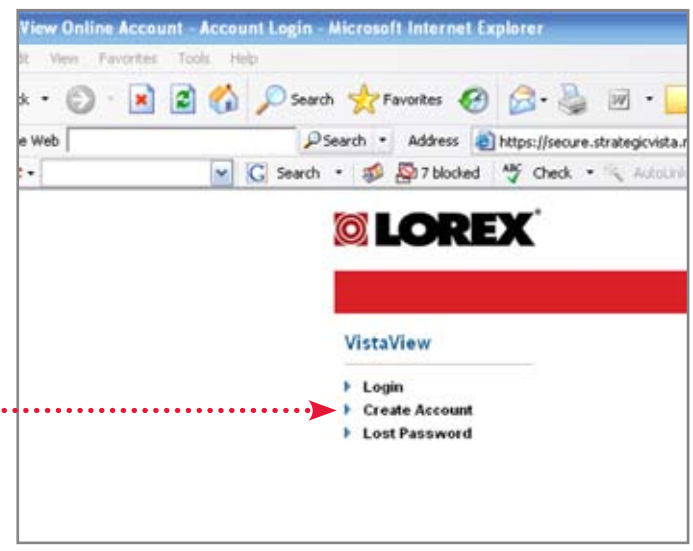 View Online Account - Account Login - Microsoft Internet Explorer
View Favorites Tools Help
Search Favorites
e Web Search Address https://secure.strategicvista.
Search 7 blocked Check AutoLink
LOREX
VistaView
Login
Create Account
Lost Password